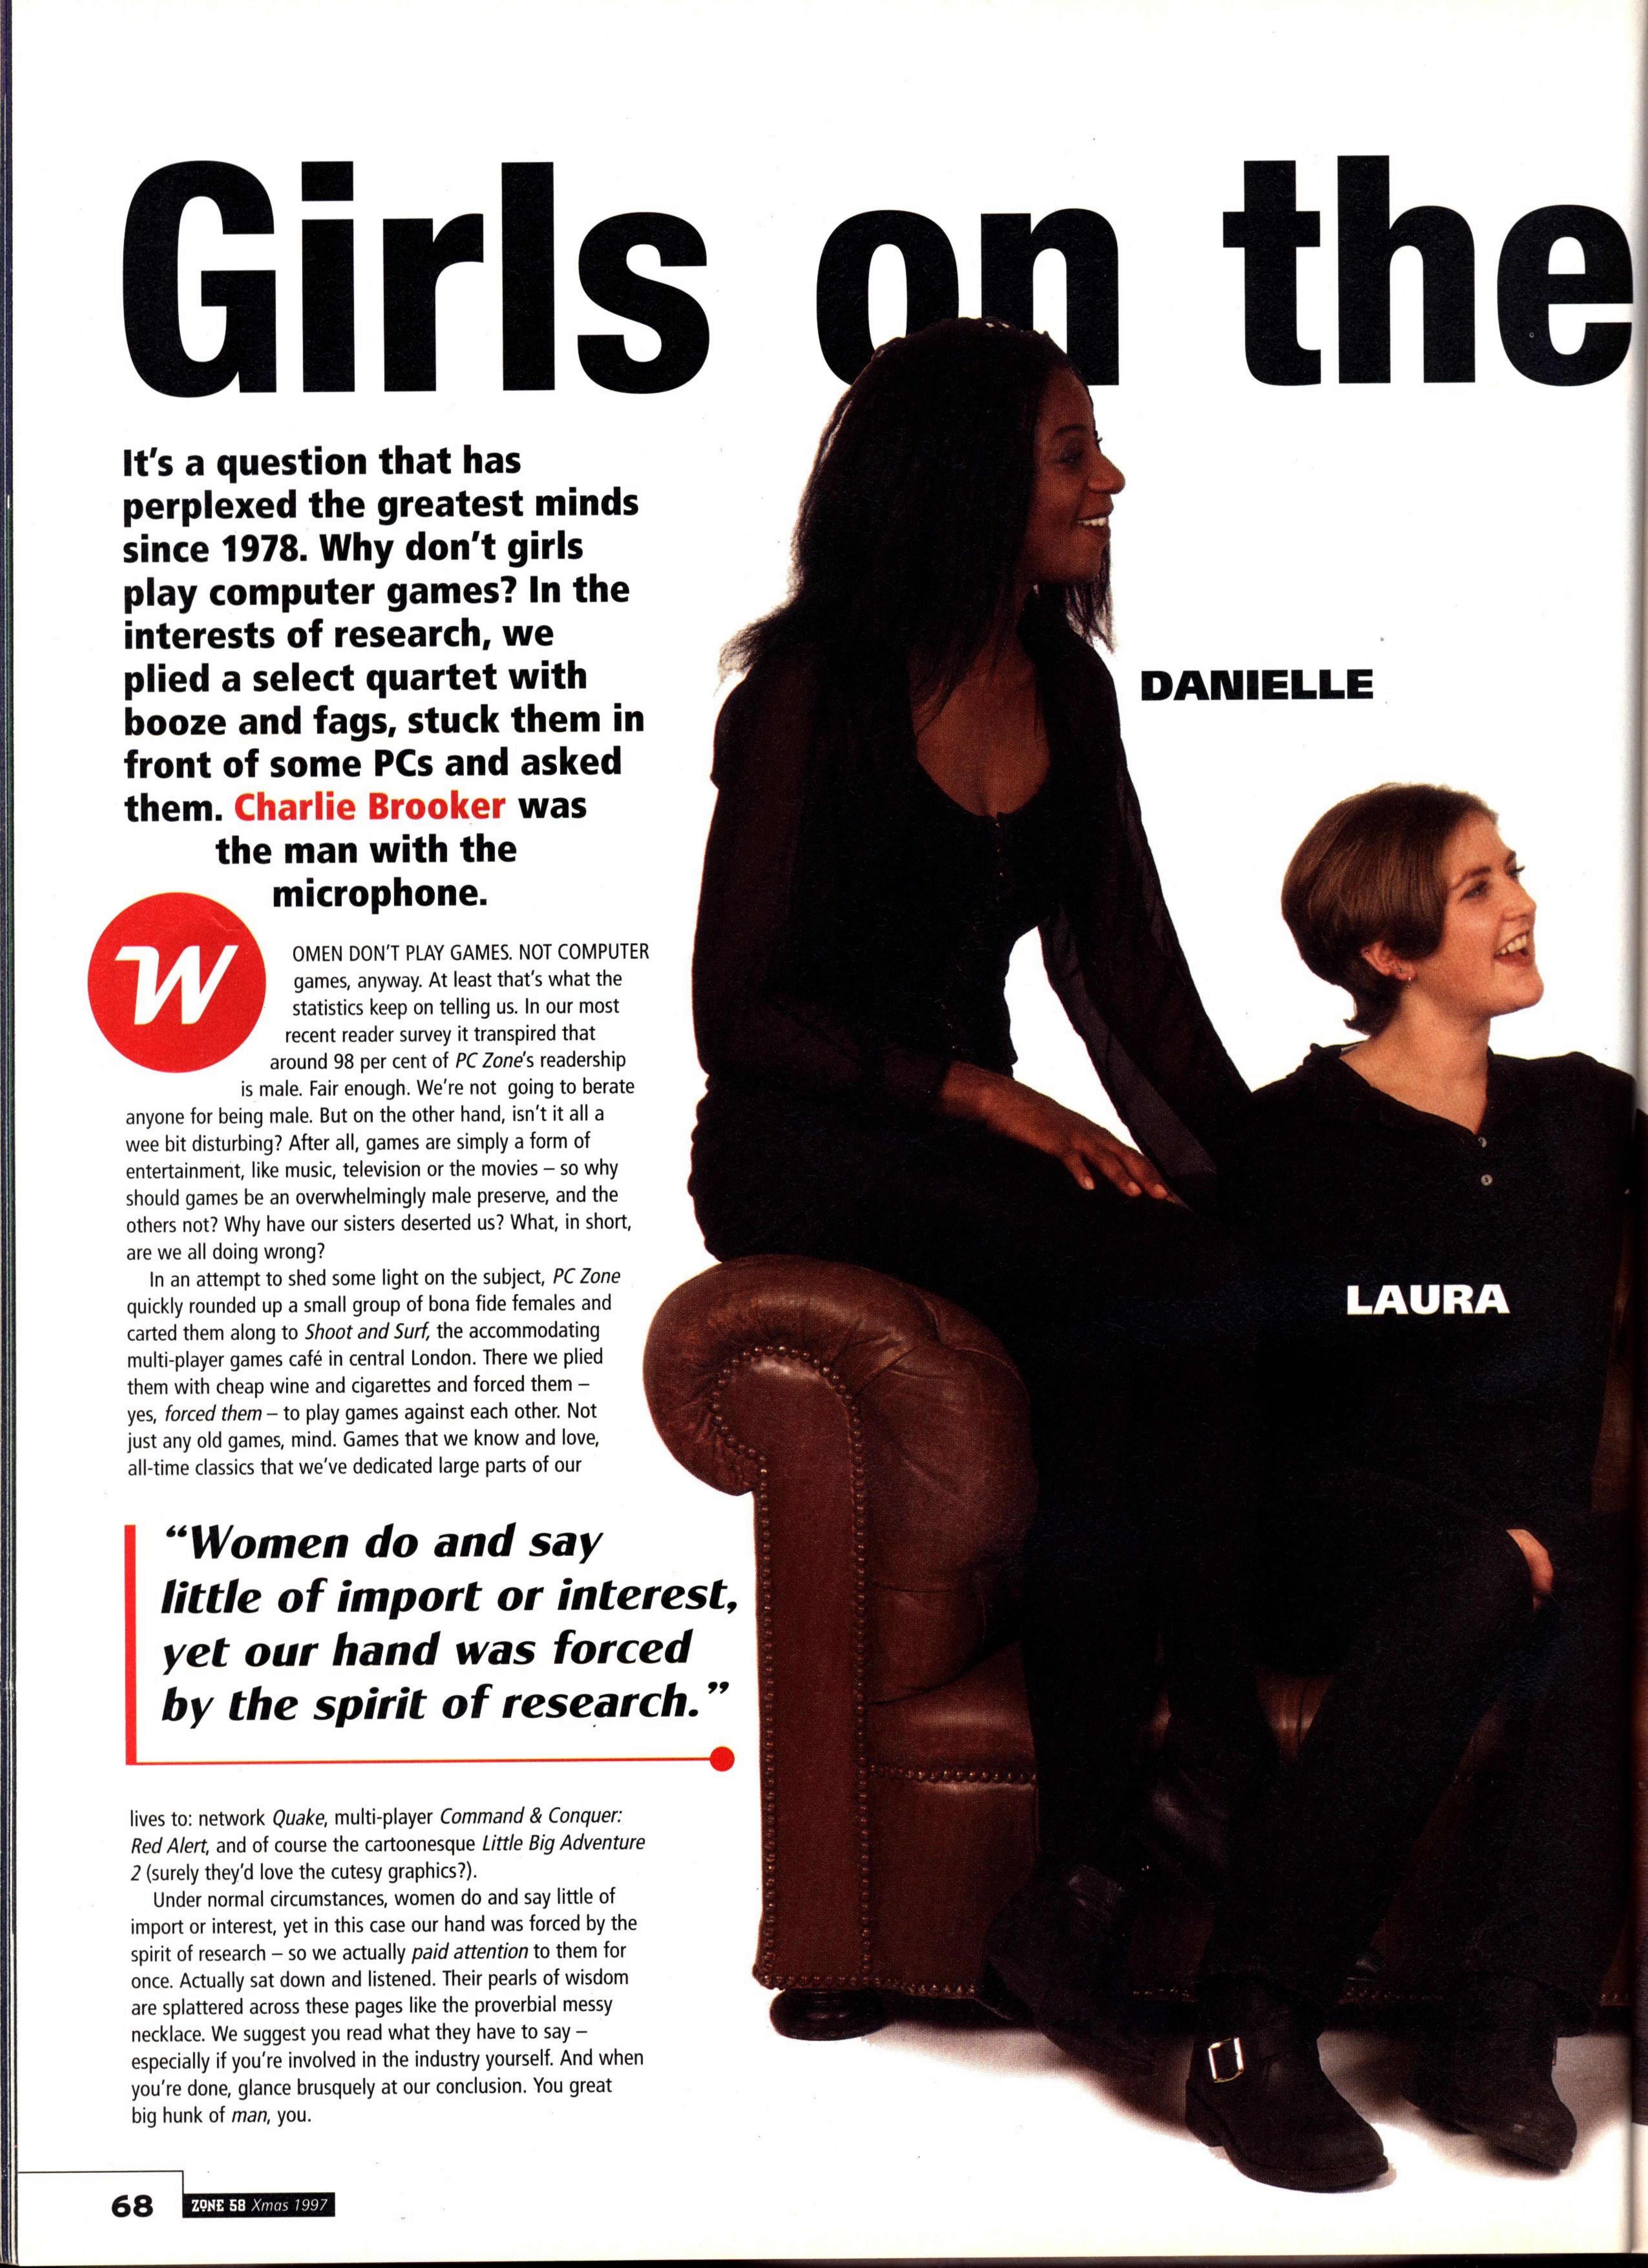 Girls on the
It's a question that has
perplexed the greatest minds
since 1978. Why don't girls
play computer games? In the
interests of research, we
plied a select quartet with
booze and fags, stuck them in
front of some PCs and asked
them. Charlie Brooker was
the man with the
microphone.
DANIELLE
LAURA
WOMEN DON'T PLAY GAMES. NOT COMPUTER
games, anyway. At least that's what the
statistics keep on telling us. In our most
recent reader survey it transpired that
around 98 per cent of PC Zone's readership
is male. Fair enough. We're not going to berate
anyone for being male. But on the other hand, isn't it all a
wee bit disturbing? After all, games are simply a form of
entertainment, like music, television or the movies – so why
should games be an overwhelmingly male preserve, and the
others not? Why have our sisters deserted us? What, in short,
are we all doing wrong?
In an attempt to shed some light on the subject, PC Zone
quickly rounded up a small group of bona fide females and
carted them along to Shoot and Surf, the accommodating
multi-player games café in central London. There we plied
them with cheap wine and cigarettes and forced them –
yes, forced them – to play games against each other. Not
just any old games, mind. Games that we know and love,
all-time classics that we've dedicated large parts of our
"Women do and say
little of import or interest,
yet our hand was forced
by the spirit of research."
lives to: network Quake, multi-player Command & Conquer:
Red Alert, and of course the cartoonesque Little Big Adventure
2 (surely they'd love the cutesy graphics?).
Under normal circumstances, women do and say little of
import or interest, yet in this case our hand was forced by the
spirit of research – so we actually paid attention to them for
once. Actually sat down and listened. Their pearls of wisdom
are splattered across these pages like the proverbial messy
necklace. We suggest you read what they have to say –
especially if you're involved in the industry yourself. And when
you're done, glance brusquely at our conclusion. You great
big hunk of man, you.
68 ZONE 58 Xmas 1997